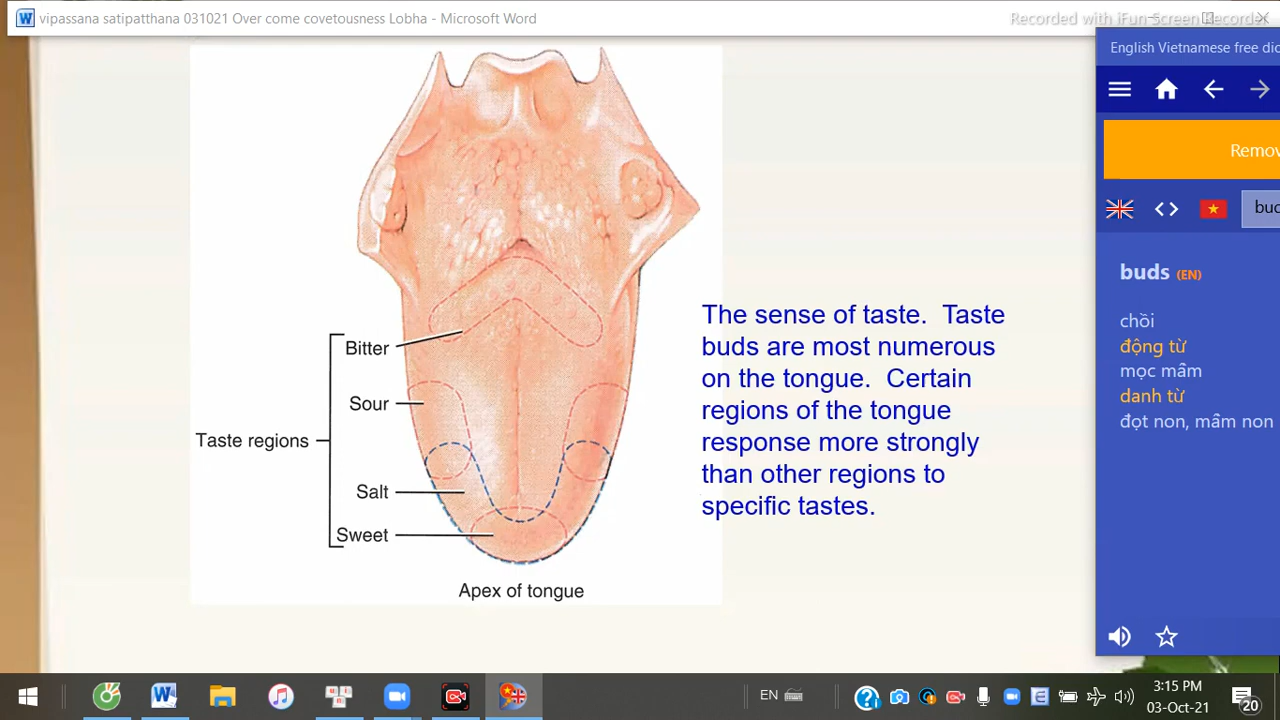 vipassana satipatthana 031021 Over come covetousness Lobha - Microsoft Word
Recorded with iFun Screen Recorder
English Vietnamese free dic
Remov
buds
buds (EN)
chồi
động từ
mọc mầm
danh từ
đọt non, mầm non
Bitter
Sour
Taste regions
Salt
Sweet
Apex of tongue
The sense of taste. Taste
buds are most numerous
on the tongue. Certain
regions of the tongue
response more strongly
than other regions to
specific tastes.
EN
3:15 PM
03-Oct-21
20